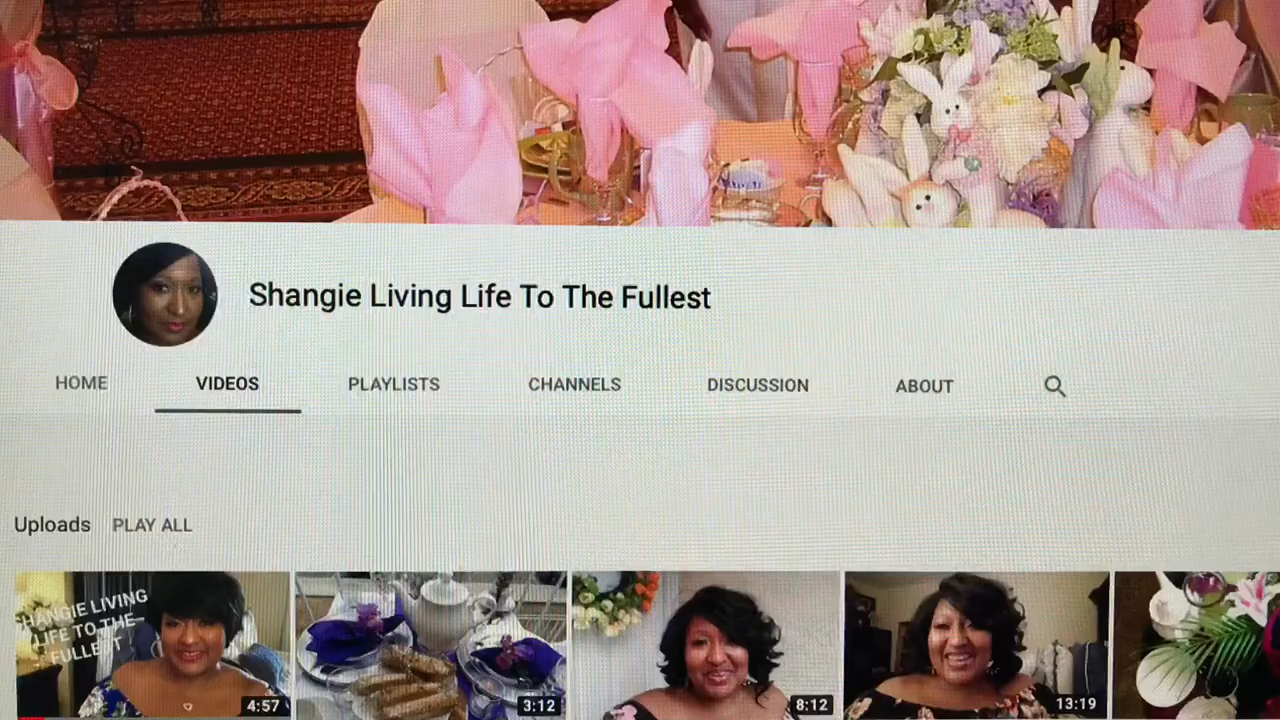 Shangie Living Life To The Fullest
HOME VIDEOS PLAYLISTS CHANNELS DISCUSSION ABOUT
Uploads PLAY ALL
SHANGIE LIVING
LIFE TO THE
FULLEST
4:57
3:12
8:12
13:19